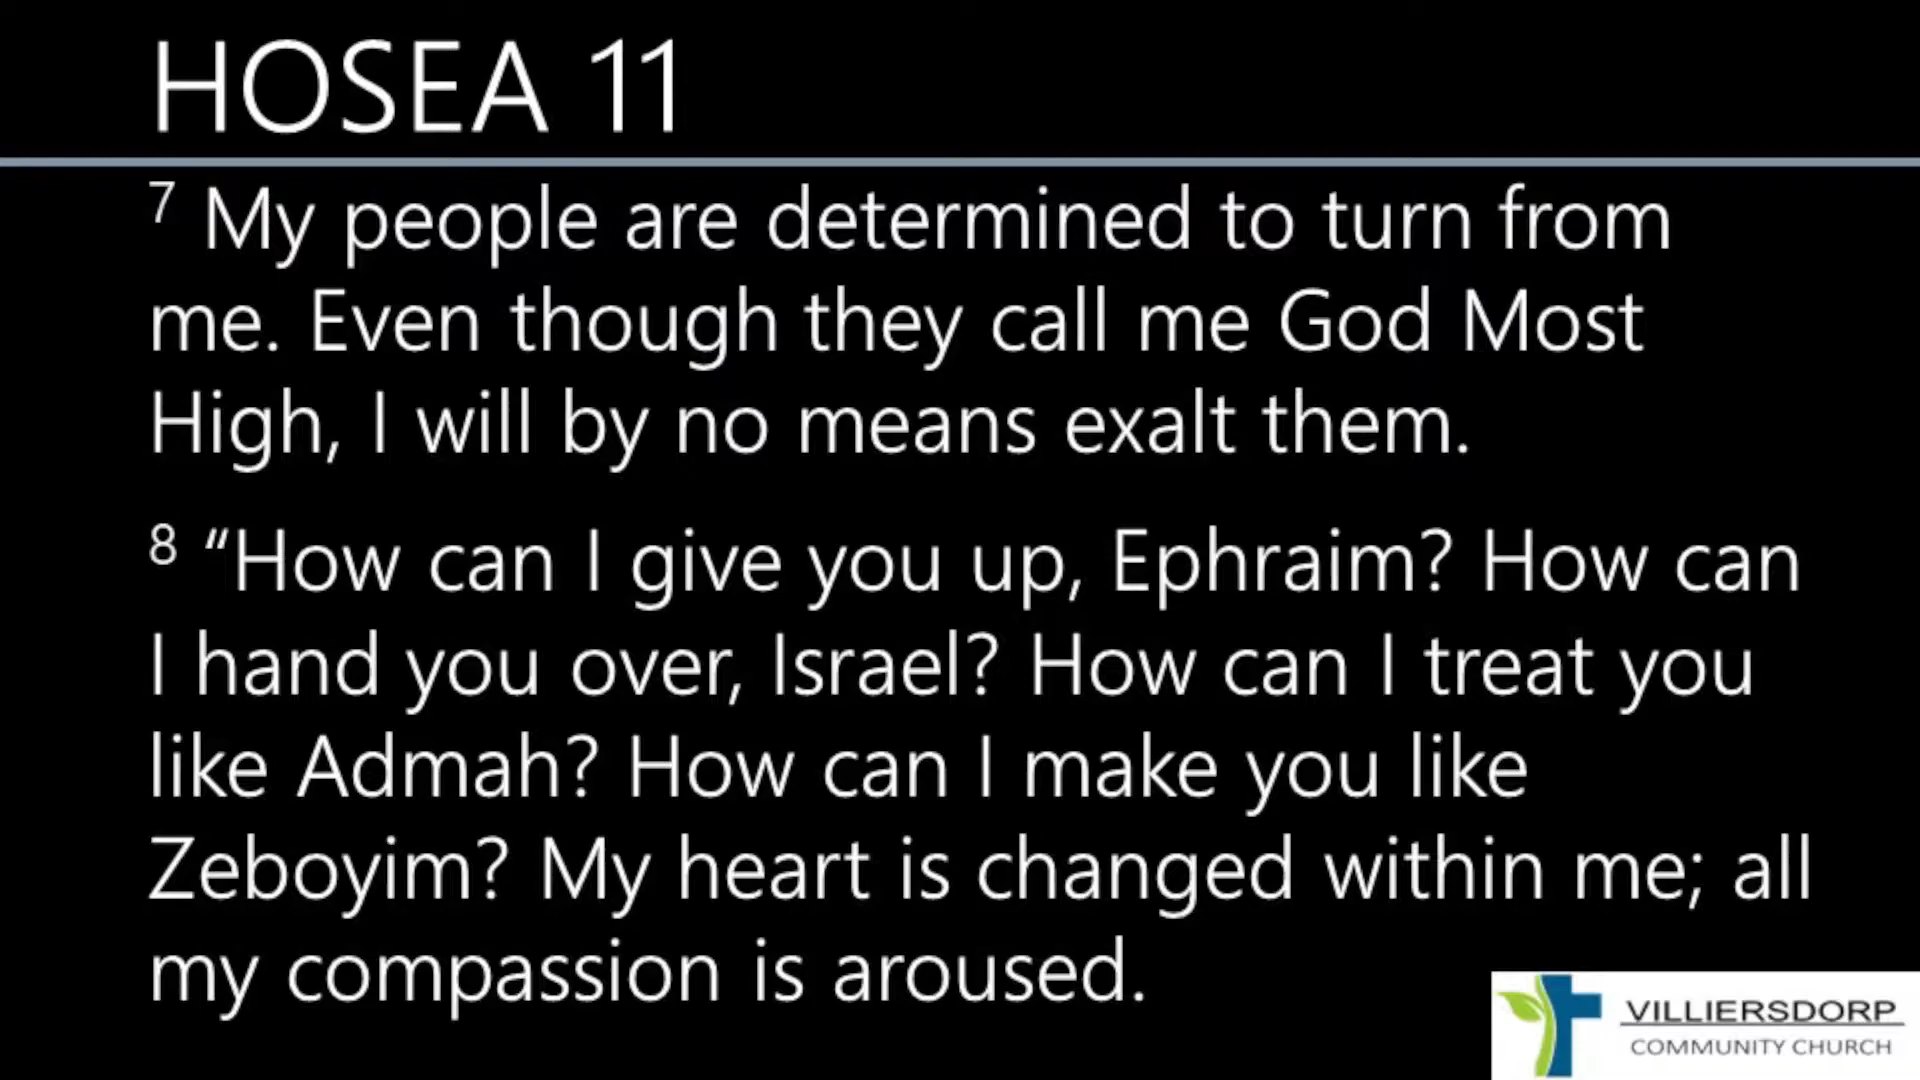 HOSEA 11
7 My people are determined to turn from
me. Even though they call me God Most
High, I will by no means exalt them.
8 “How can I give you up, Ephraim? How can
I hand you over, Israel? How can I treat you
like Admah? How can I make you like
Zeboyim? My heart is changed within me; all
my compassion is aroused.
VILLIERSDORP
COMMUNITY CHURCH